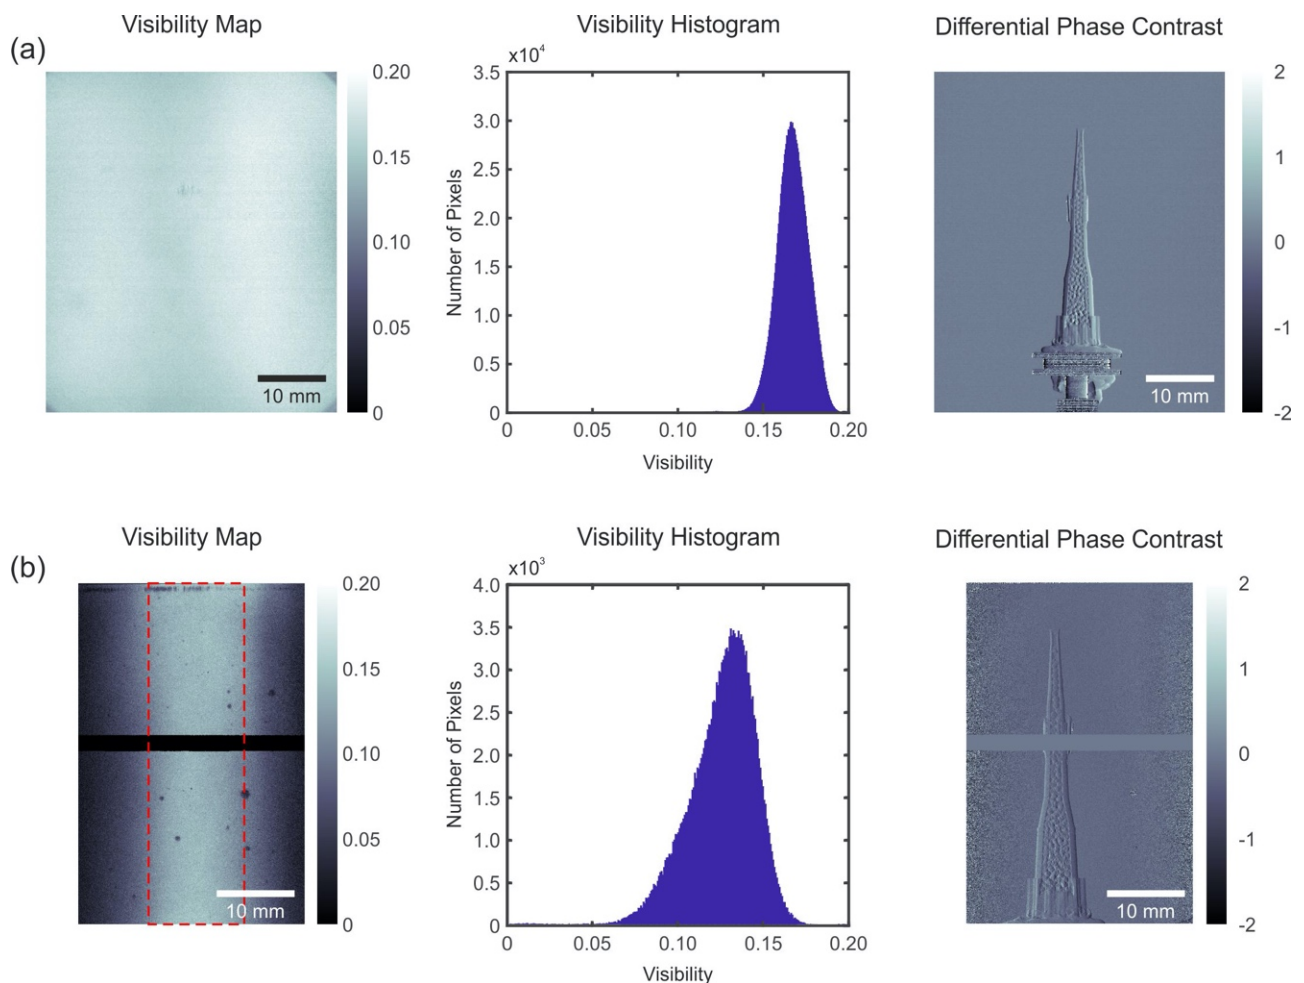 Visibility Map
Visibility Histogram
Differential Phase Contrast
(a)
0.20
0.15
0.10
0.05
0
10 mm
x10⁴
3.5
3.0
2.5
2.0
1.5
1.0
0.5
0
Number of Pixels
0
0.05
0.10
0.15
0.20
Visibility
10 mm
2
1
0
-1
-2
Visibility Map
Visibility Histogram
Differential Phase Contrast
(b)
0.20
0.15
0.10
0.05
0
10 mm
x10³
4.0
3.5
3.0
2.5
2.0
1.5
1.0
0.5
0
Number of Pixels
0
0.05
0.10
0.15
0.20
Visibility
10 mm
2
1
0
-1
-2